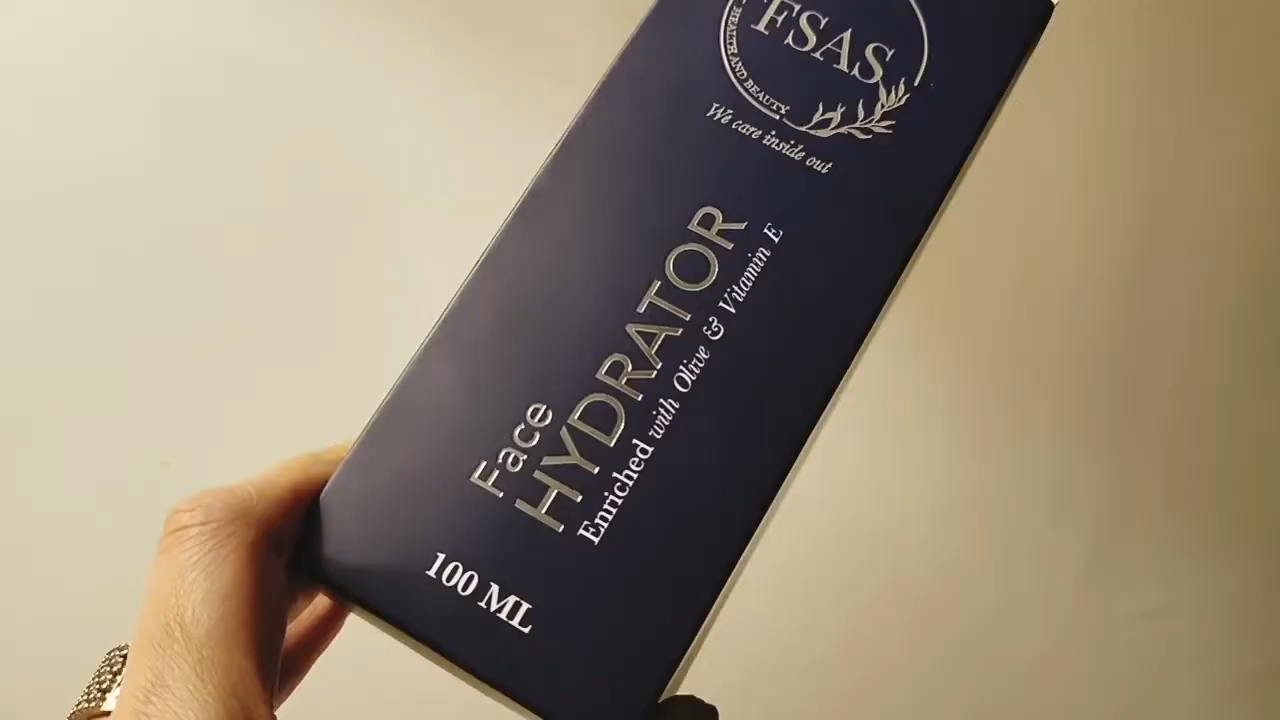 FSAS
HEALTH AND BEAUTY
We care inside out
Face
HYDRATOR
Enriched with Olive & Vitamin E
100 ML